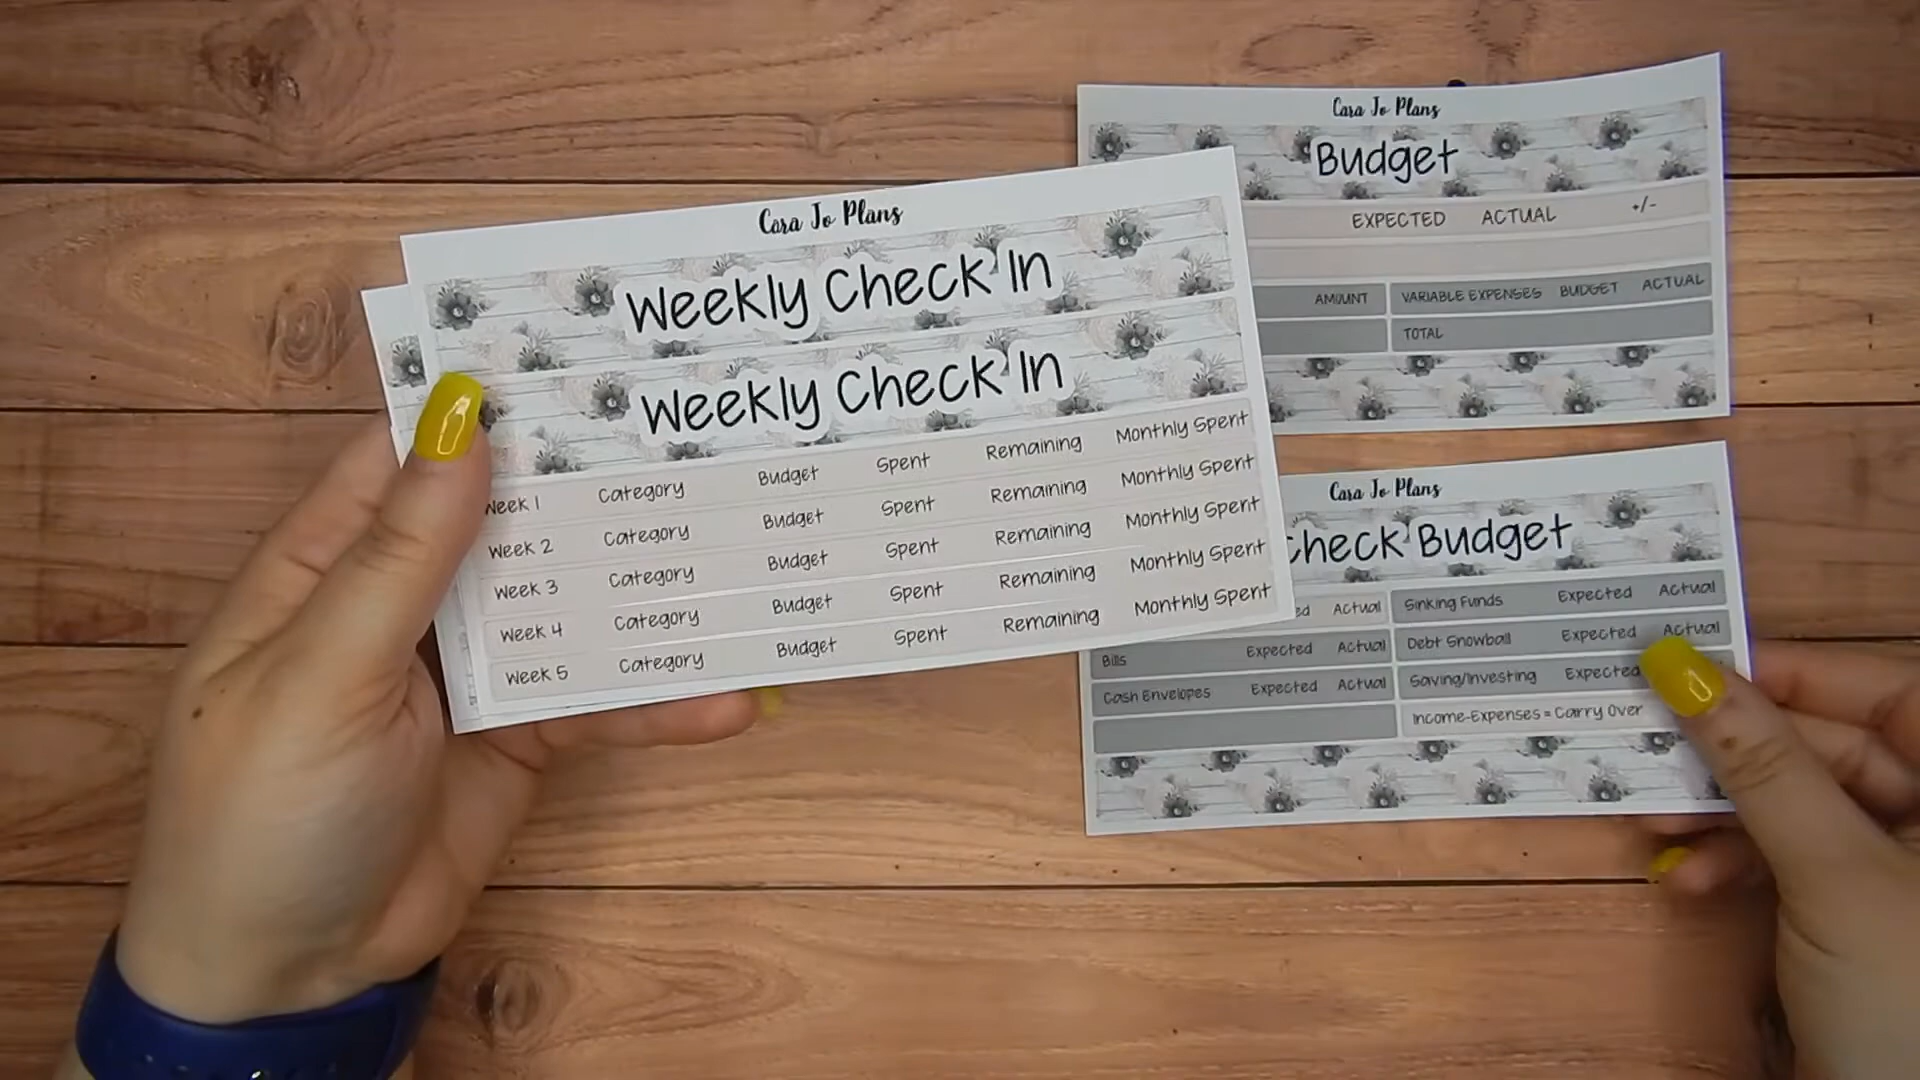 Cara Jo Plans
Weekly Check In
Weekly Check In
Week 1 Category Budget Spent Remaining Monthly Spent
Week 2 Category Budget Spent Remaining Monthly Spent
Week 3 Category Budget Spent Remaining Monthly Spent
Week 4 Category Budget Spent Remaining Monthly Spent
Week 5 Category Budget Spent Remaining Monthly Spent
Cara Jo Plans
Budget
EXPECTED ACTUAL +/-
AMOUNT VARIABLE EXPENSES BUDGET ACTUAL
TOTAL
Cara Jo Plans
Check Budget
Actual Sinking Funds Expected Actual
Bills Expected Actual Debt Snowball Expected Actual
Cash Envelopes Expected Actual Saving/Investing Expected
Income-Expenses = Carry Over